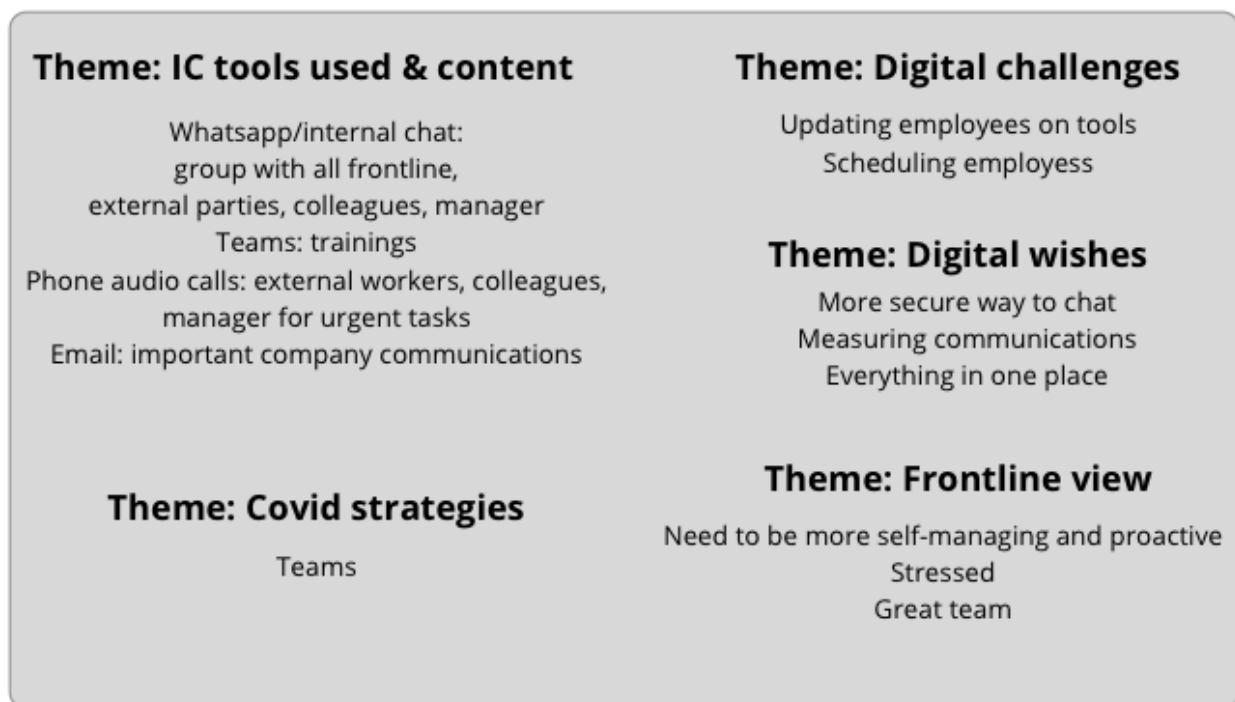 Theme: IC tools used & content
Whatsapp/internal chat:
group with all frontline,
external parties, colleagues, manager
Teams: trainings
Phone audio calls: external workers, colleagues,
manager for urgent tasks
Email: important company communications
Theme: Covid strategies
Teams
Theme: Digital challenges
Updating employees on tools
Scheduling employess
Theme: Digital wishes
More secure way to chat
Measuring communications
Everything in one place
Theme: Frontline view
Need to be more self-managing and proactive
Stressed
Great team